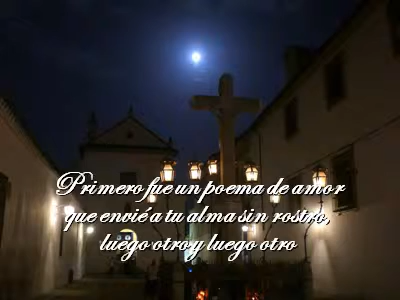 Primero fue un poema de amor
que envié a tu alma sin rostro,
luego otro y luego otro